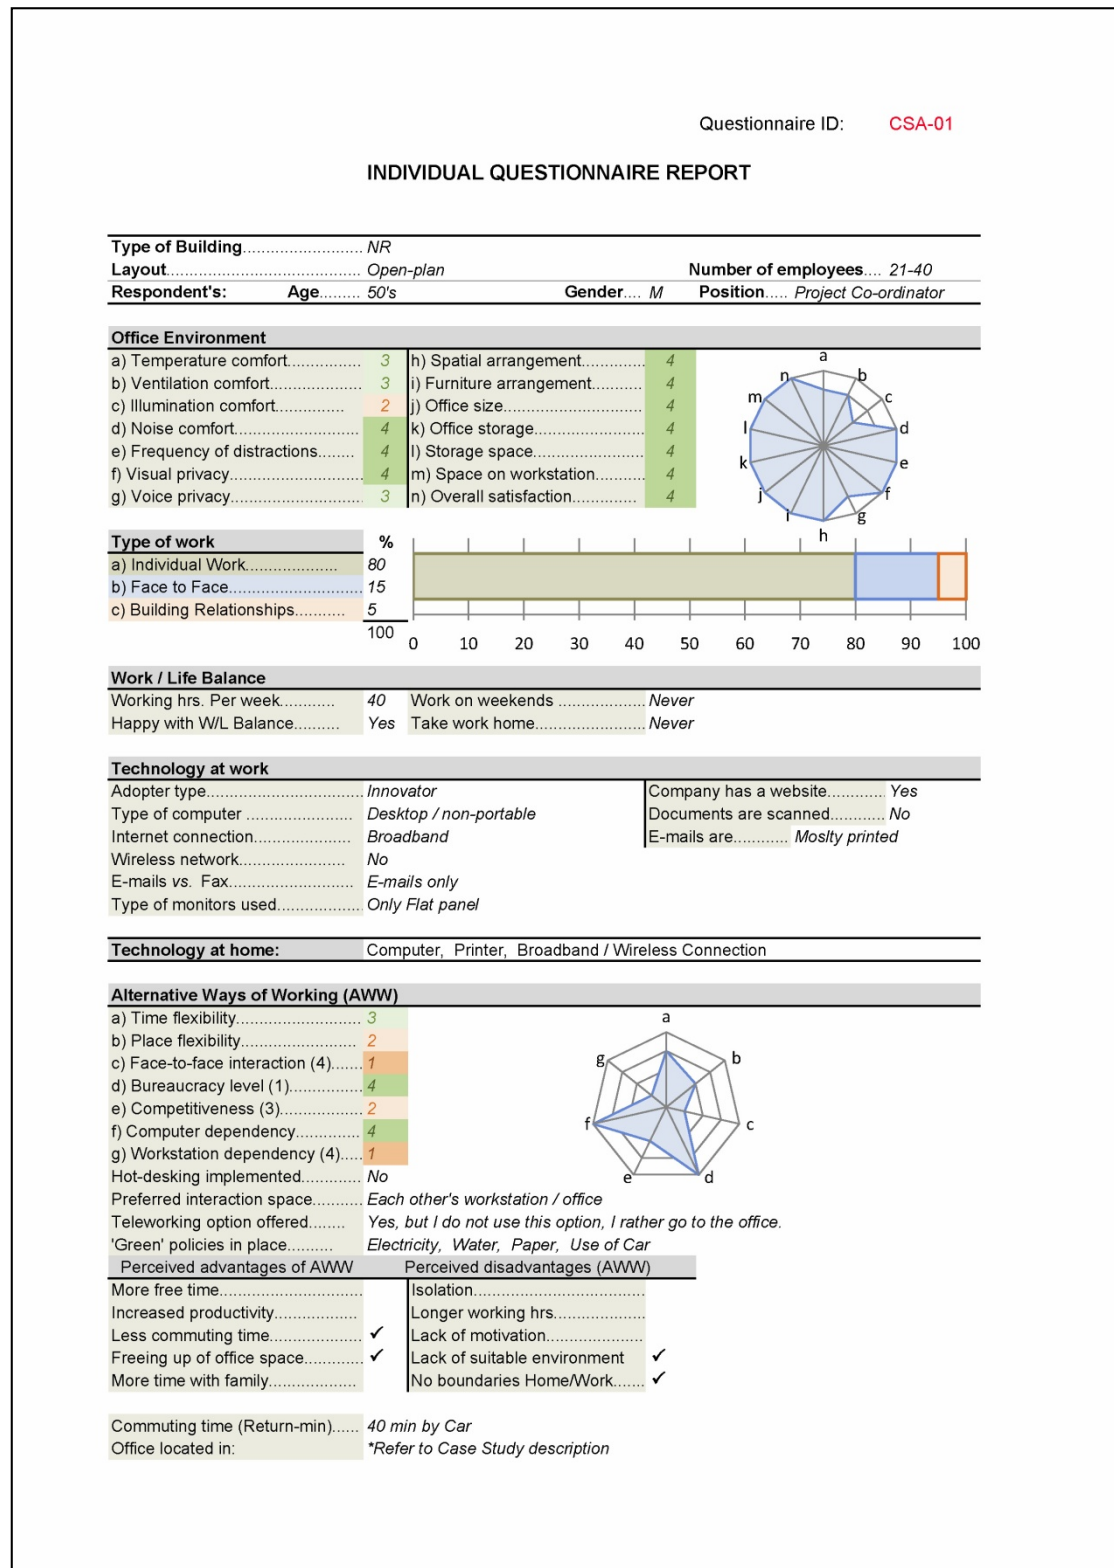 Questionnaire ID: CSA-01
INDIVIDUAL QUESTIONNAIRE REPORT
Type of Building......................... NR
Layout......................................... Open-plan Number of employees.... 21-40
Respondent's: Age......... 50's Gender.... M Position..... Project Co-ordinator
Office Environment
a) Temperature comfort................ 3 h) Spatial arrangement.............. 4
b) Ventilation comfort.................... 3 i) Furniture arrangement............ 4
c) Illumination comfort............... 2 j) Office size.............................. 4
d) Noise comfort.......................... 4 k) Office storage........................ 4
e) Frequency of distractions........ 4 l) Storage space........................ 4
f) Visual privacy........................... 4 m) Space on workstation............ 4
g) Voice privacy............................ 3 n) Overall satisfaction................ 4
a
b
c
d
e
f
g
h
i
j
k
l
m
n
Type of work %
a) Individual Work.................... 80
b) Face to Face............................. 15
c) Building Relationships........... 5
100
0 10 20 30 40 50 60 70 80 90 100
Work / Life Balance
Working hrs. Per week............ 40 Work on weekends ................... Never
Happy with W/L Balance.......... Yes Take work home........................ Never
Technology at work
Adopter type................................. Innovator Company has a website............ Yes
Type of computer ....................... Desktop / non-portable Documents are scanned........... No
Internet connection..................... Broadband E-mails are............ Moslty printed
Wireless network....................... No
E-mails vs. Fax........................... E-mails only
Type of monitors used.................. Only Flat panel
Technology at home: Computer, Printer, Broadband / Wireless Connection
Alternative Ways of Working (AWW)
a) Time flexibility........................... 3
b) Place flexibility......................... 2
c) Face-to-face interaction (4)....... 1
d) Bureaucracy level (1)................ 4
e) Competitiveness (3).................. 2
f) Computer dependency.............. 4
g) Workstation dependency (4)..... 1
a
b
c
d
e
f
g
Hot-desking implemented............. No
Preferred interaction space........... Each other's workstation / office
Teleworking option offered........ Yes, but I do not use this option, I rather go to the office.
'Green' policies in place.......... Electricity, Water, Paper, Use of Car
Perceived advantages of AWW Perceived disadvantages (AWW)
More free time.............................. Isolation....................................
Increased productivity.................. Longer working hrs....................
Less commuting time.................... ✓ Lack of motivation.....................
Freeing up of office space............. ✓ Lack of suitable environment ✓
More time with family................... No boundaries Home/Work....... ✓
Commuting time (Return-min)...... 40 min by Car
Office located in: *Refer to Case Study description